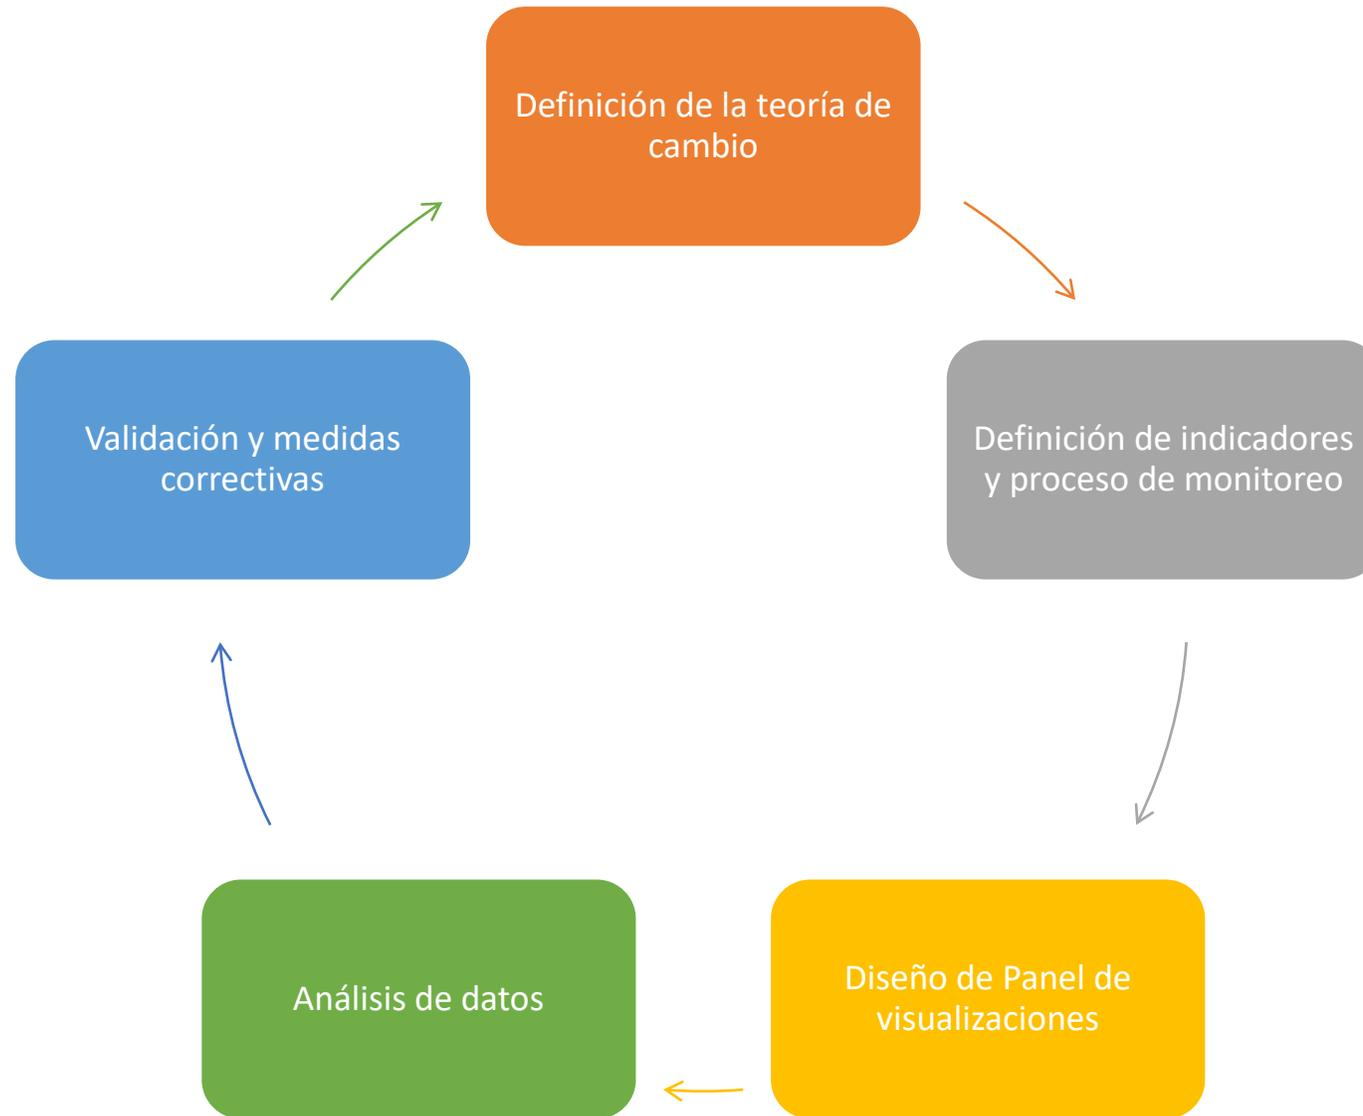 Definición de la teoría de
cambio
Definición de indicadores
y proceso de monitoreo
Diseño de Panel de
visualizaciones
Análisis de datos
Validación y medidas
correctivas